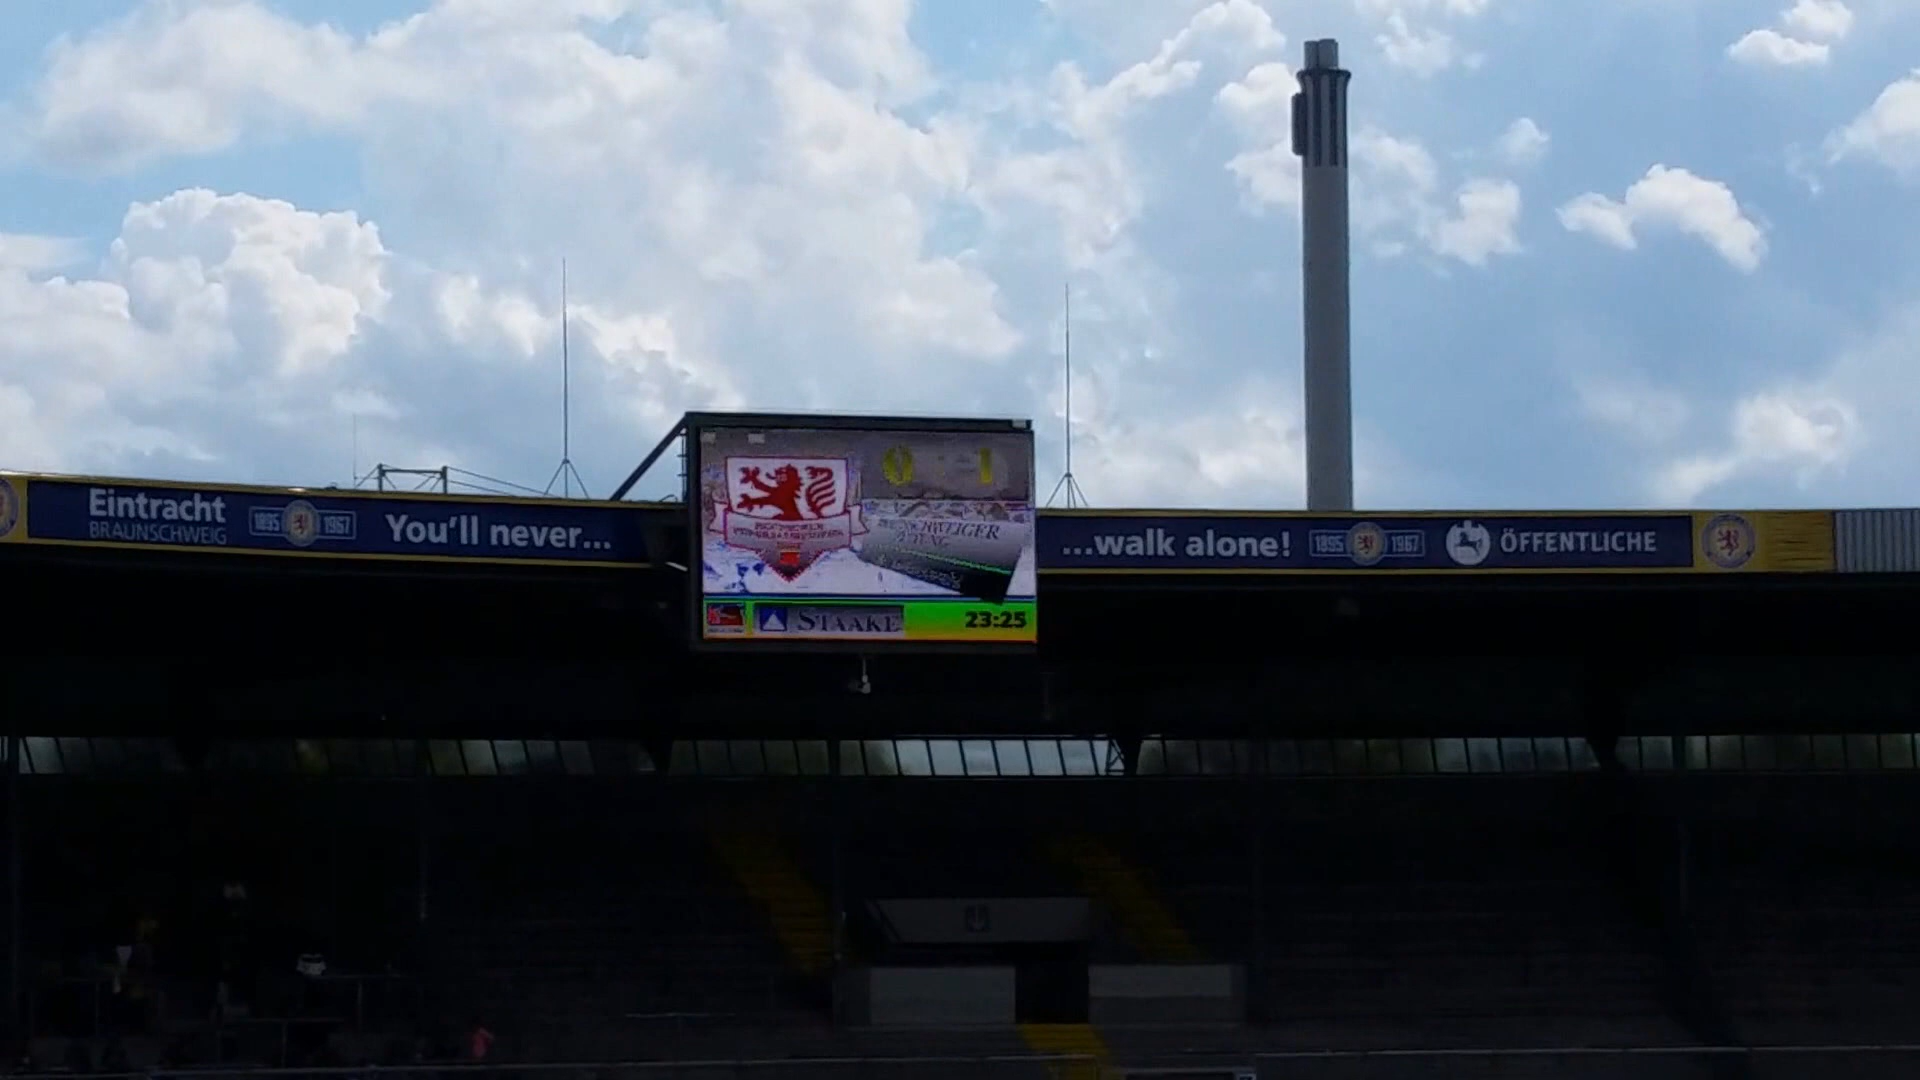 Eintracht
BRAUNSCHWEIG
1895 1967
You'll never...
0 - 1
STAAKE
23:25
...walk alone!
1895 1967
ÖFFENTLICHE